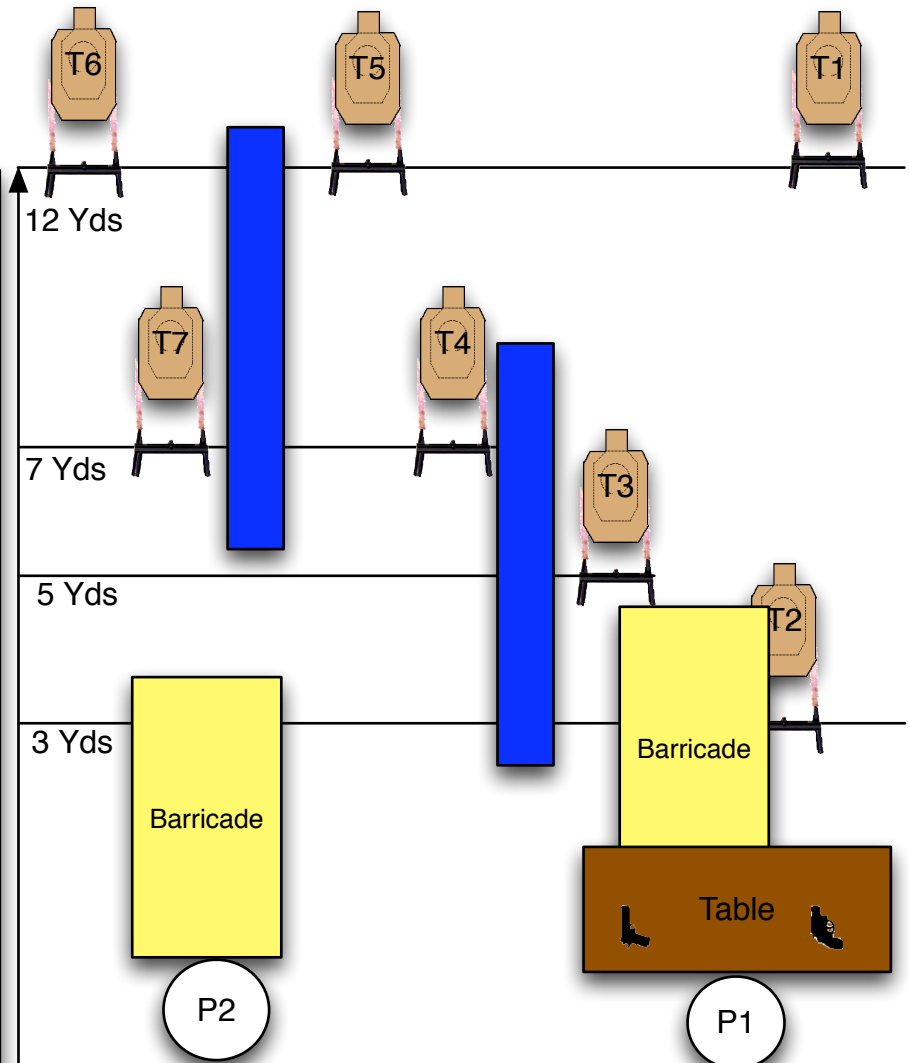 T6
T5
T1
12 Yds
T7
T4
7 Yds
T3
5 Yds
T2
3 Yds
Barricade
Barricade
Table
e
P2
P1